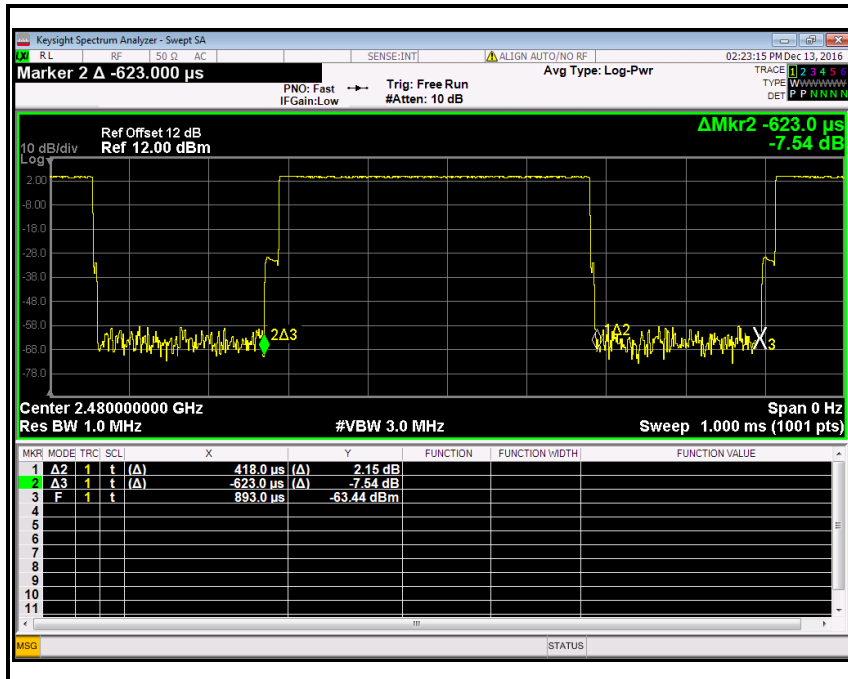 Keysight Spectrum Analyzer - Swept SA
LXI RL RF 50 Ω AC SENSE:INT ALIGN AUTO/NO RF 02:23:15 PM Dec 13, 2016
Marker 2 Δ -623.000 µs
Avg Type: Log-Pwr
TRACE 1 2 3 4 5 6
TYPE WWWWWWW
DET P P N N N N
PNO: Fast
IFGain:Low
Trig: Free Run
#Atten: 10 dB
ΔMkr2 -623.0 µs
-7.54 dB
Ref Offset 12 dB
10 dB/div Ref 12.00 dBm
Log
2.00
-8.00
-18.0
-28.0
-38.0
-48.0
-58.0
-68.0
-78.0
2Δ3
1Δ2
3
Center 2.480000000 GHz Span 0 Hz
Res BW 1.0 MHz #VBW 3.0 MHz Sweep 1.000 ms (1001 pts)
MKR MODE TRC SCL X Y FUNCTION FUNCTION WIDTH FUNCTION VALUE
1 Δ2 1 t (Δ) 418.0 µs (Δ) 2.15 dB
2 Δ3 1 t (Δ) -623.0 µs (Δ) -7.54 dB
3 F 1 t 893.0 µs -63.44 dBm
4
5
6
7
8
9
10
11
MSG STATUS